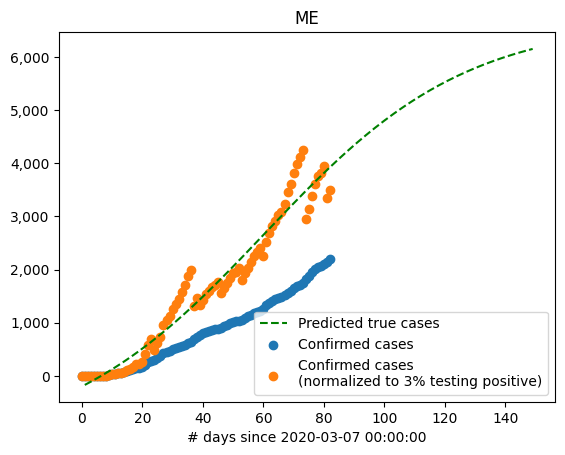 ME
6,000
5,000
4,000
3,000
2,000
1,000
0
Predicted true cases
Confirmed cases
Confirmed cases
(normalized to 3% testing positive)
0 20 40 60 80 100 120 140
# days since 2020-03-07 00:00:00